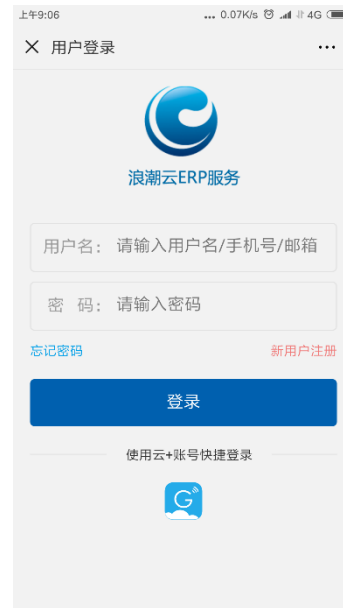 上午9:06
... 0.07K/s 4G
用户登录
...
浪潮云ERP服务
用户名: 请输入用户名/手机号/邮箱
密 码: 请输入密码
忘记密码 新用户注册
登录
使用云+账号快捷登录
G